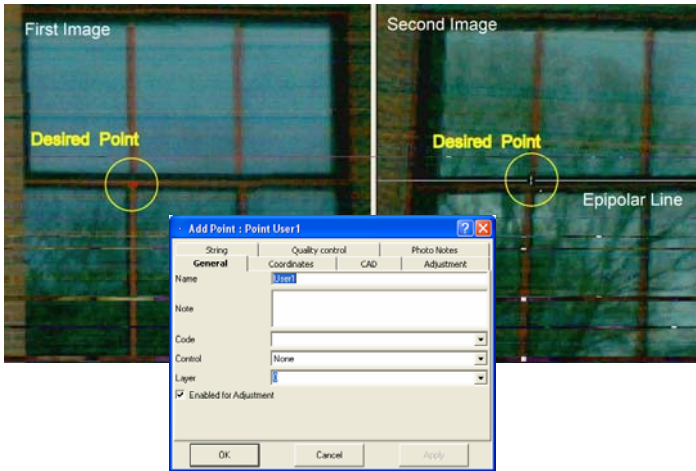 First Image
Second Image
Desired Point
Desired Point
Epipolar Line
Add Point : Point User1
String
Quality control
Photo Notes
General
Coordinates
CAD
Adjustment
Name
User1
Note
Code
Control
None
Layer
0
Enabled for Adjustment
OK
Cancel
Apply